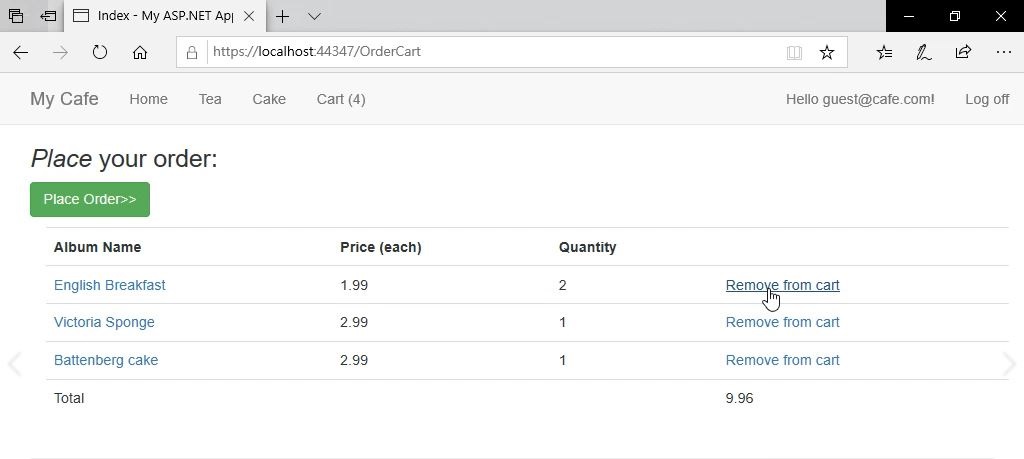 Index - My ASP.NET Ap
https://localhost:44347/OrderCart
My Cafe Home Tea Cake Cart (4) Hello guest@cafe.com! Log off
Place your order:
Place Order>>
Album Name Price (each) Quantity
English Breakfast 1.99 2 Remove from cart
Victoria Sponge 2.99 1 Remove from cart
Battenberg cake 2.99 1 Remove from cart
Total 9.96